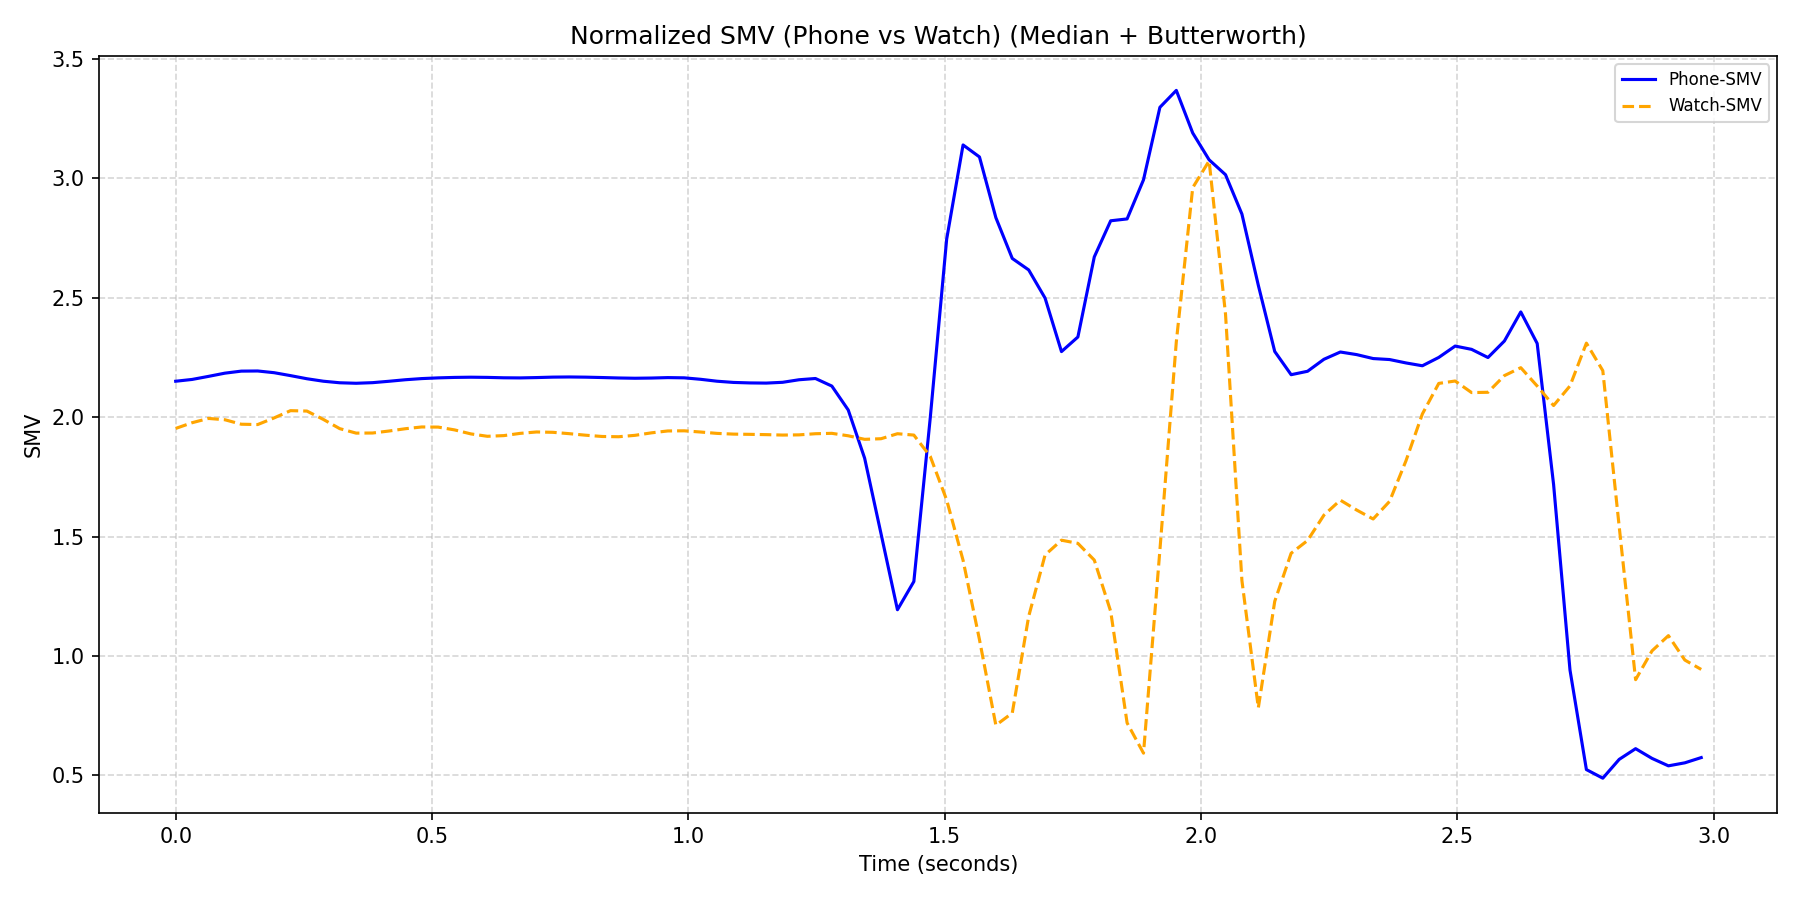 Normalized SMV (Phone vs Watch) (Median + Butterworth)
Phone-SMV
Watch-SMV
3.5
3.0
2.5
2.0
1.5
1.0
0.5
SMV
0.0 0.5 1.0 1.5 2.0 2.5 3.0
Time (seconds)